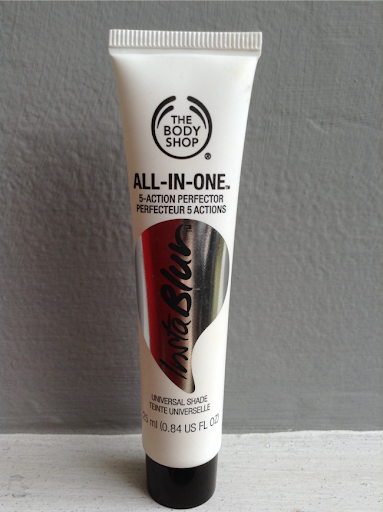 THE
BODY
SHOP
®
ALL-IN-ONE™
5-ACTION PERFECTOR
PERFECTEUR 5 ACTIONS
InstaBlur™
UNIVERSAL SHADE
TEINTE UNIVERSELLE
25 ml (0.84 US FL OZ)